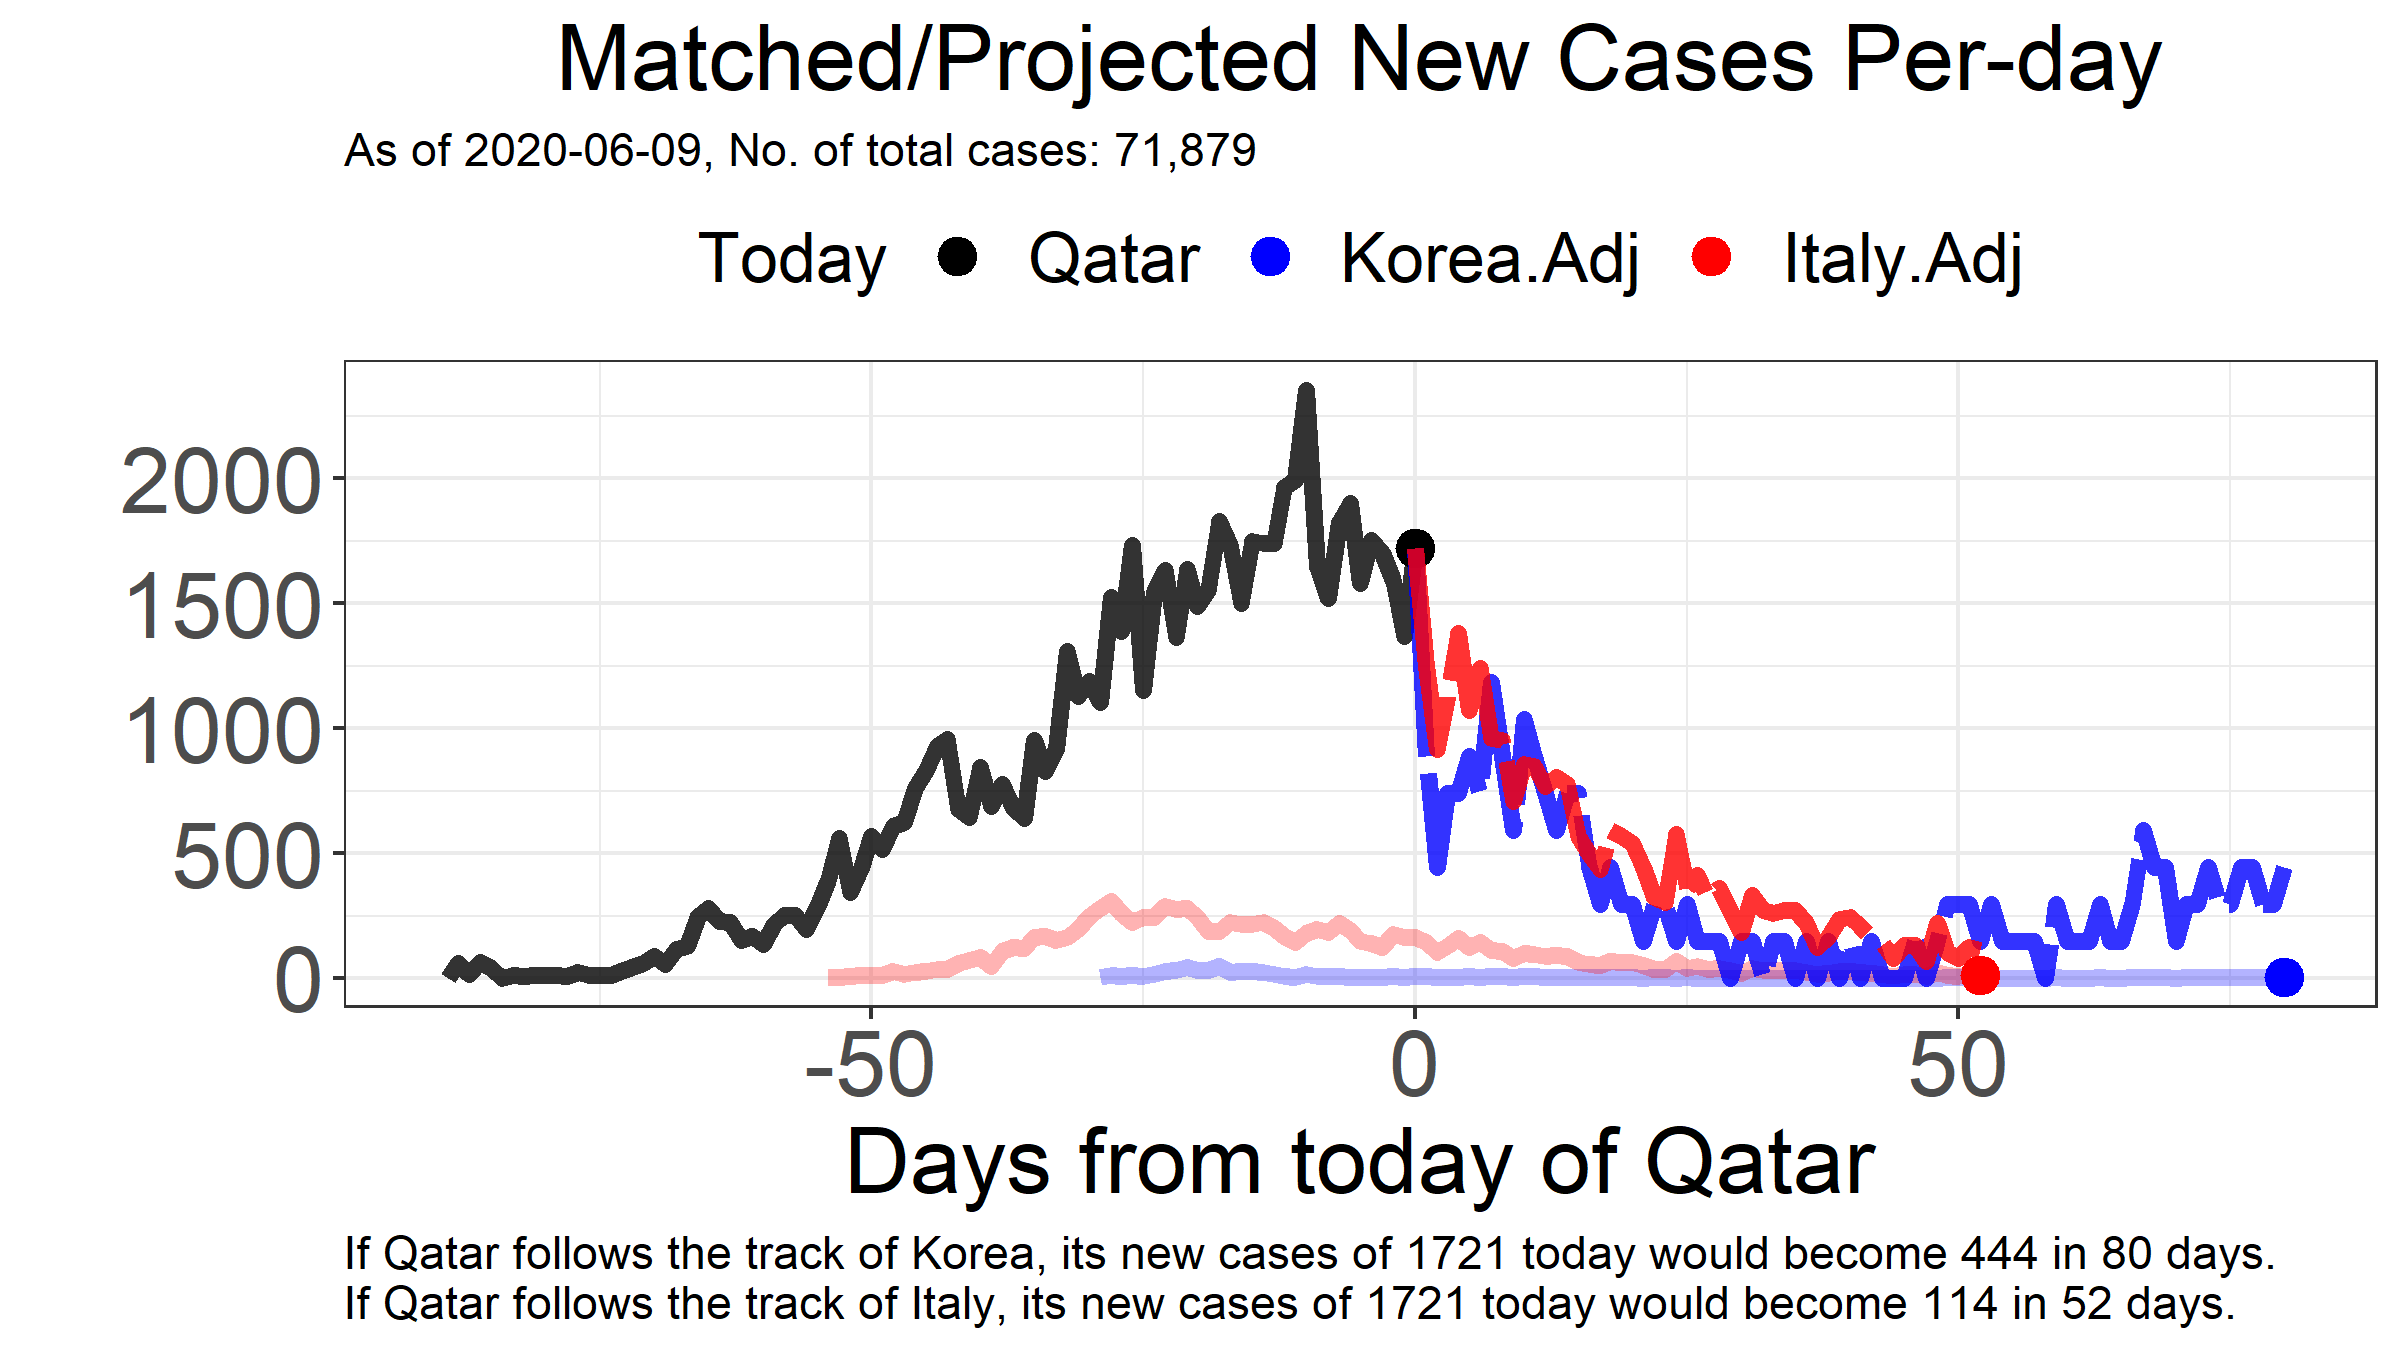 Matched/Projected New Cases Per-day
As of 2020-06-09, No. of total cases: 71,879
Today Qatar Korea.Adj Italy.Adj
2000
1500
1000
500
0
-50 0 50
Days from today of Qatar
If Qatar follows the track of Korea, its new cases of 1721 today would become 444 in 80 days.
If Qatar follows the track of Italy, its new cases of 1721 today would become 114 in 52 days.